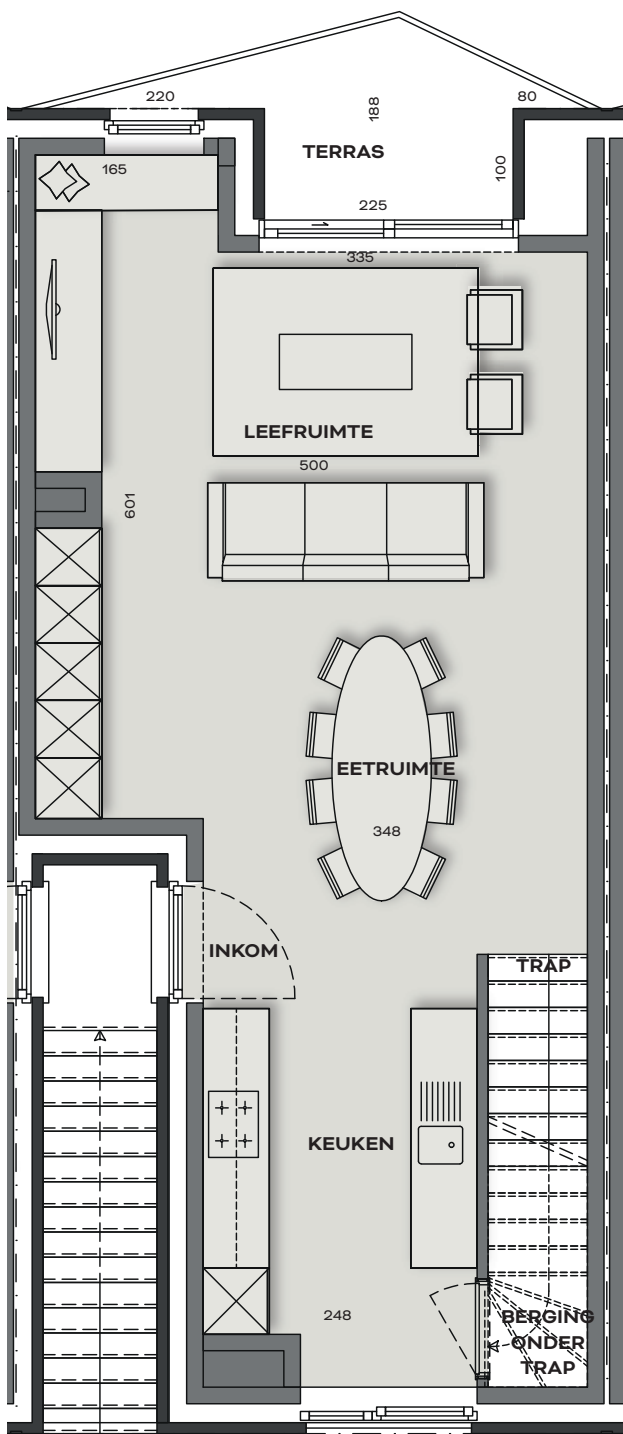 220
188
80
TERRAS
165
100
225
335
LEEFRUIMTE
500
601
EETRUIMTE
348
INKOM
TRAP
KEUKEN
248
BERGING
ONDER
TRAP